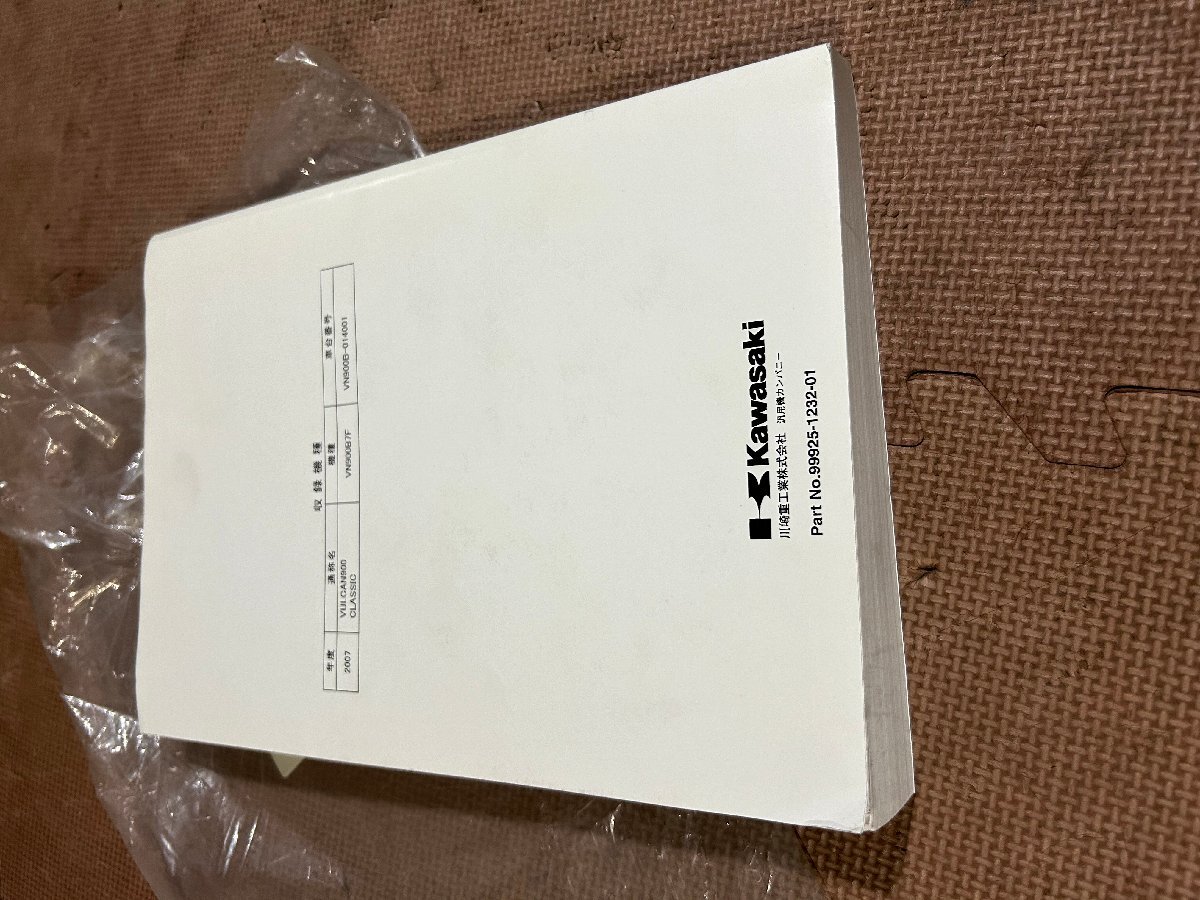 収録機種
年度 通称名 機種 車台番号
2007 VULCAN900 CLASSIC VN900B7F VN900B-014001
Kawasaki
川崎重工業株式会社 汎用機カンパニー
Part No.99925-1232-01